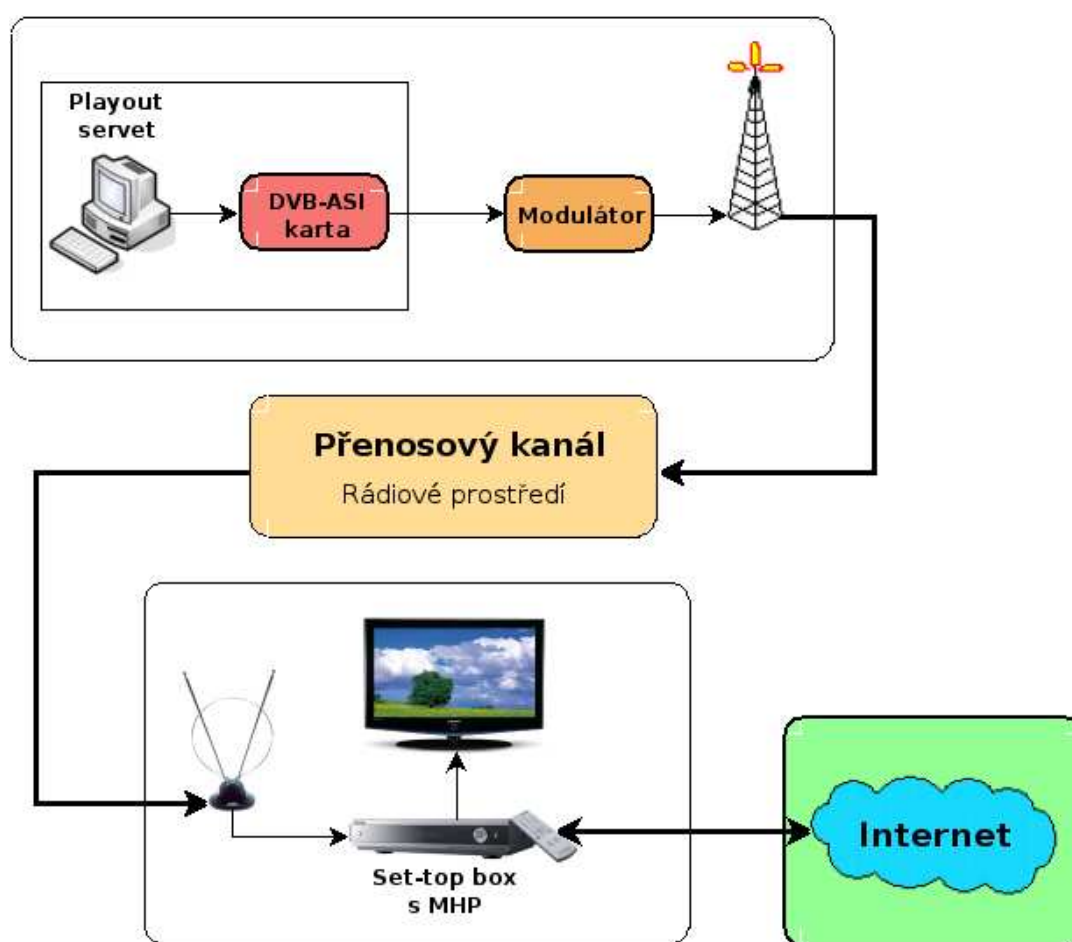 Playout
servet
DVB-ASI
karta
Modulátor
Přenosový kanál
Rádiové prostředí
Set-top box
s MHP
Internet